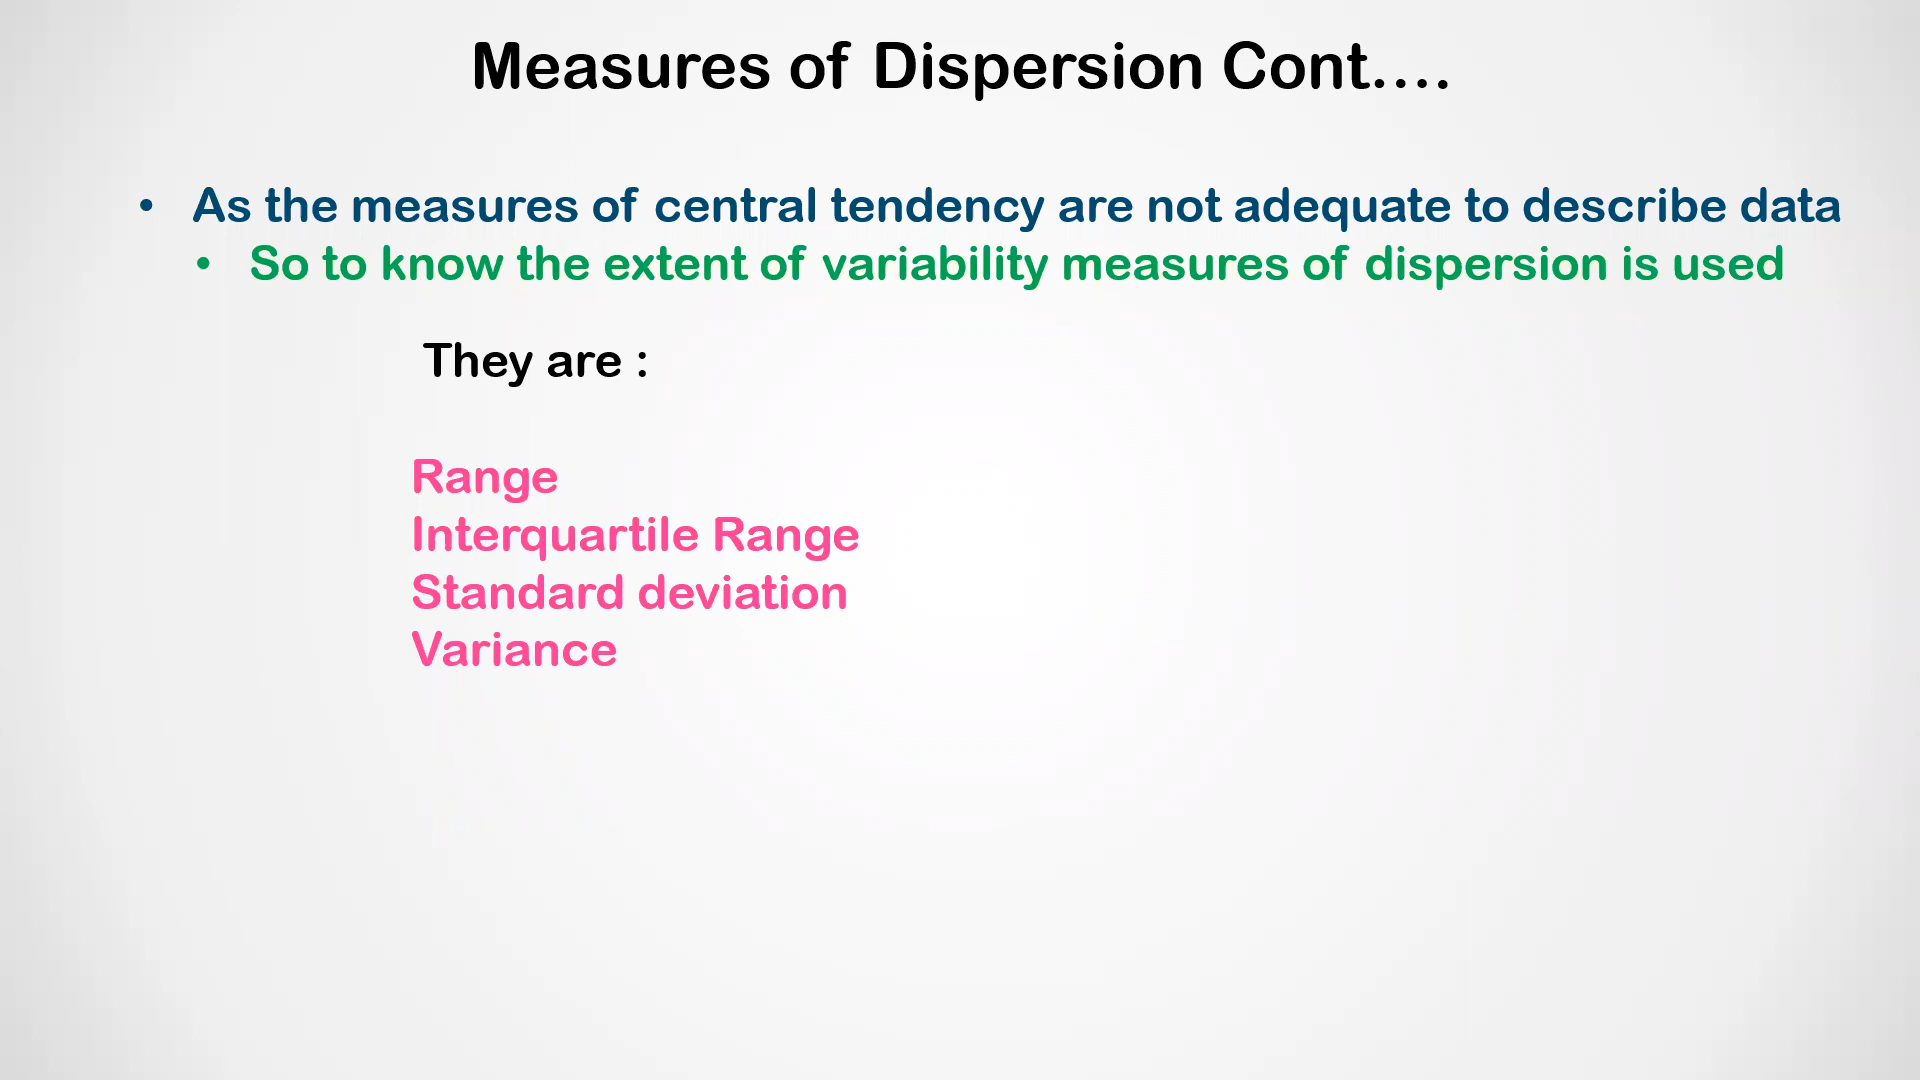 Measures of Dispersion Cont....
• As the measures of central tendency are not adequate to describe data
• So to know the extent of variability measures of dispersion is used
They are :
Range
Interquartile Range
Standard deviation
Variance